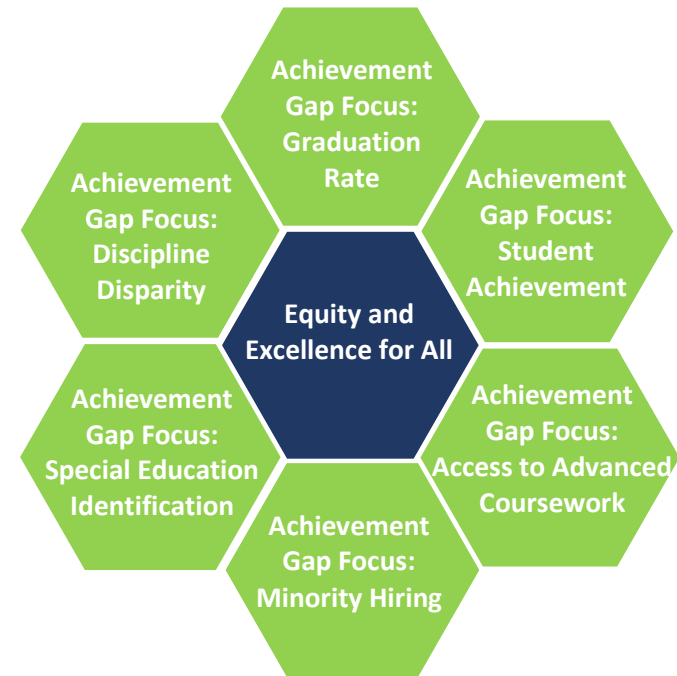 Achievement
Gap Focus:
Graduation
Rate
Achievement
Gap Focus:
Student
Achievement
Achievement
Gap Focus:
Access to Advanced
Coursework
Achievement
Gap Focus:
Minority Hiring
Achievement
Gap Focus:
Special Education
Identification
Achievement
Gap Focus:
Discipline
Disparity
Equity and
Excellence for All